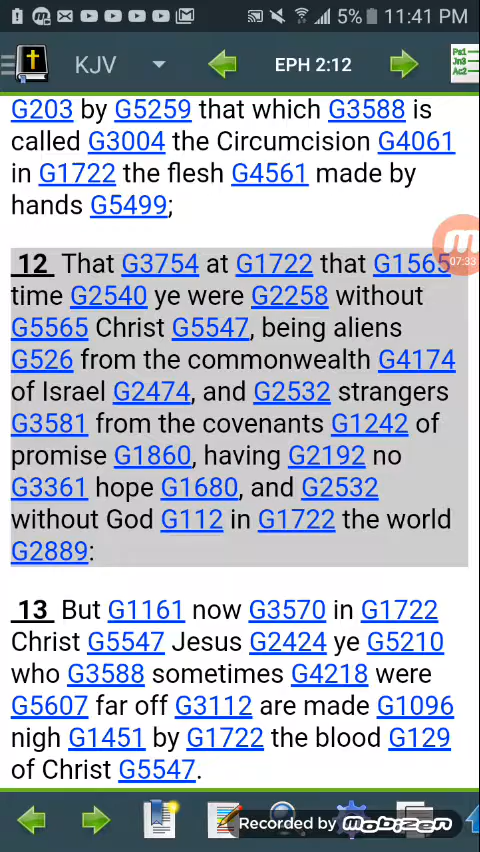 5% 11:41 PM
KJV EPH 2:12 Ps1 Jn3 Ac2
G203 by G5259 that which G3588 is
called G3004 the Circumcision G4061
in G1722 the flesh G4561 made by
hands G5499;
12 That G3754 at G1722 that G1565
07:33
time G2540 ye were G2258 without
G5565 Christ G5547, being aliens
G526 from the commonwealth G4174
of Israel G2474, and G2532 strangers
G3581 from the covenants G1242 of
promise G1860, having G2192 no
G3361 hope G1680, and G2532
without God G112 in G1722 the world
G2889:
13 But G1161 now G3570 in G1722
Christ G5547 Jesus G2424 ye G5210
who G3588 sometimes G4218 were
G5607 far off G3112 are made G1096
nigh G1451 by G1722 the blood G129
of Christ G5547.
Recorded by mobizen